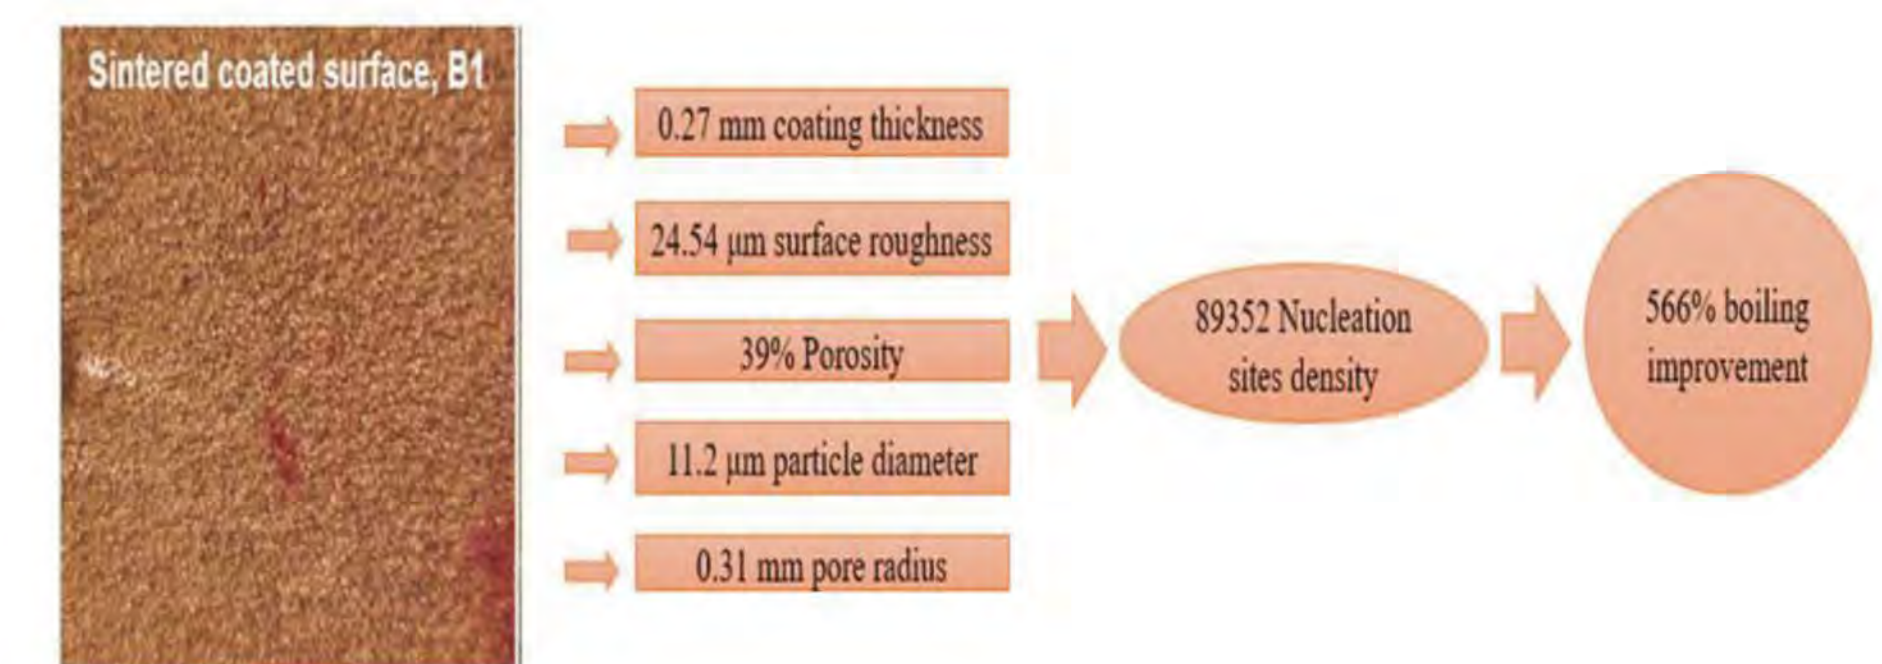 Sintered coated surface, B1
0.27 mm coating thickness
24.54 μm surface roughness
39% Porosity
11.2 μm particle diameter
0.31 mm pore radius
89352 Nucleation
sites density
566% boiling
improvement